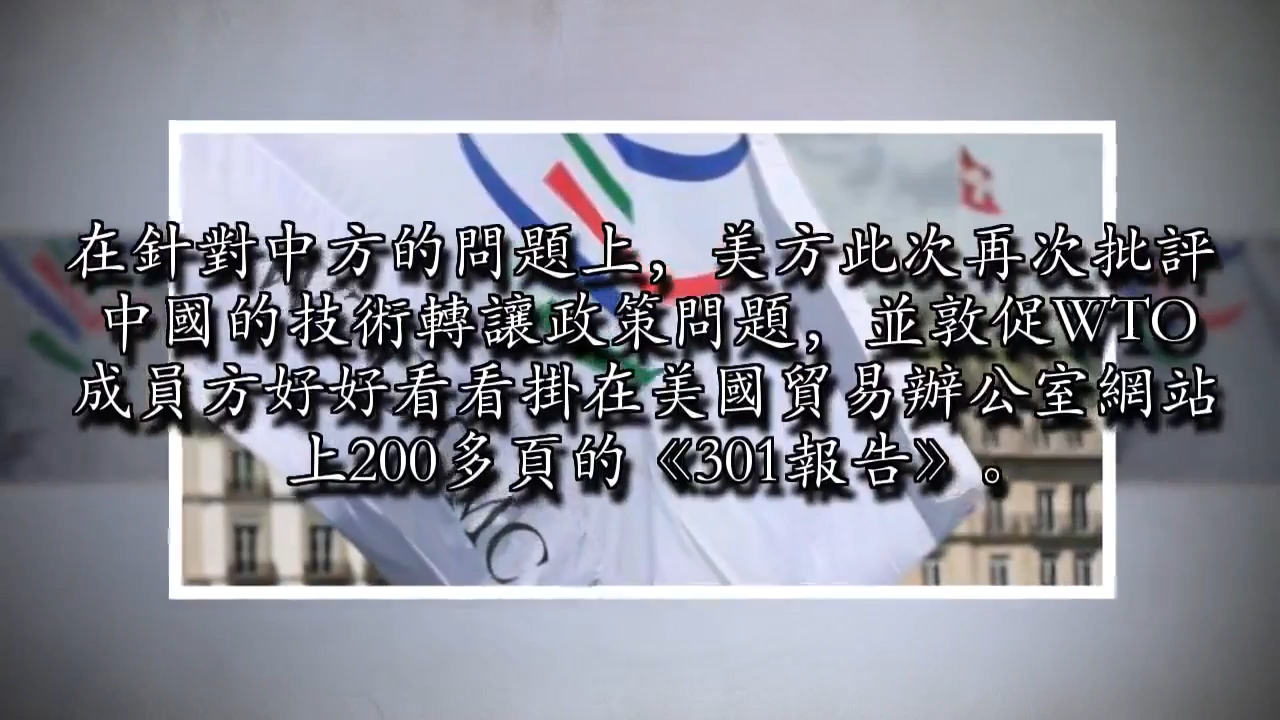 在針對中方的問題上，美方此次再次批評
中國的技術轉讓政策問題，並敦促WTO
成員方好好看看掛在美國貿易辦公室網站
上200多頁的《301報告》。
MC